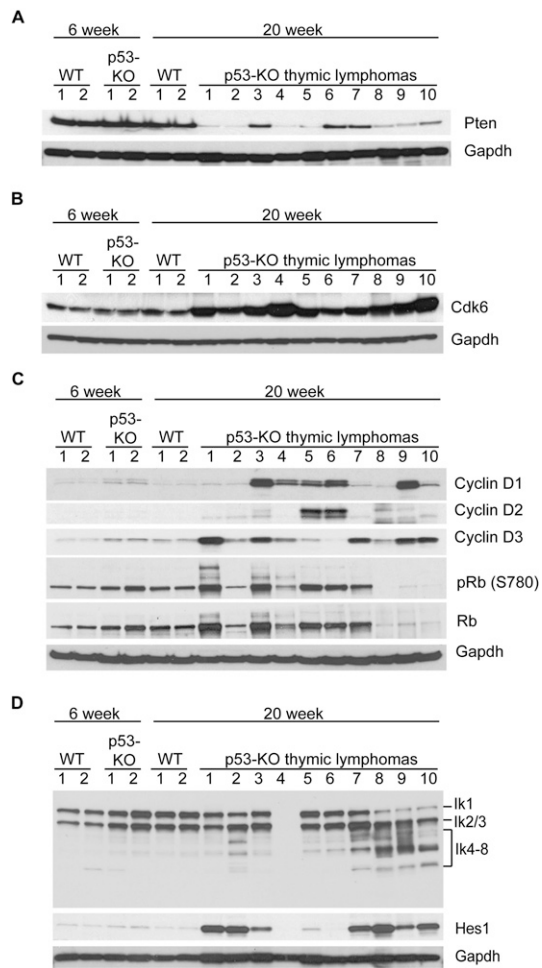 A
6 week 20 week
p53-
WT KO WT p53-KO thymic lymphomas
1 2 1 2 1 2 1 2 3 4 5 6 7 8 9 10
Pten
Gapdh
B
6 week 20 week
p53-
WT KO WT p53-KO thymic lymphomas
1 2 1 2 1 2 1 2 3 4 5 6 7 8 9 10
Cdk6
Gapdh
C
6 week 20 week
p53-
WT KO WT p53-KO thymic lymphomas
1 2 1 2 1 2 1 2 3 4 5 6 7 8 9 10
Cyclin D1
Cyclin D2
Cyclin D3
pRb (S780)
Rb
Gapdh
D
6 week 20 week
p53-
WT KO WT p53-KO thymic lymphomas
1 2 1 2 1 2 1 2 3 4 5 6 7 8 9 10
Ik1
Ik2/3
Ik4-8
Hes1
Gapdh